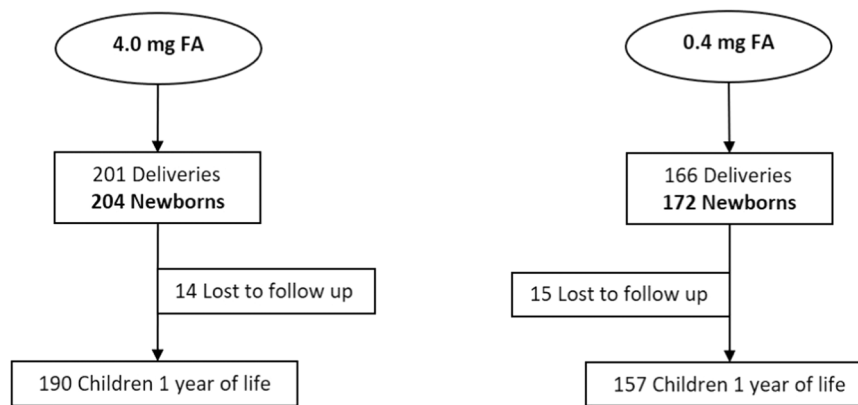 4.0 mg FA
201 Deliveries
204 Newborns
14 Lost to follow up
190 Children 1 year of life
0.4 mg FA
166 Deliveries
172 Newborns
15 Lost to follow up
157 Children 1 year of life